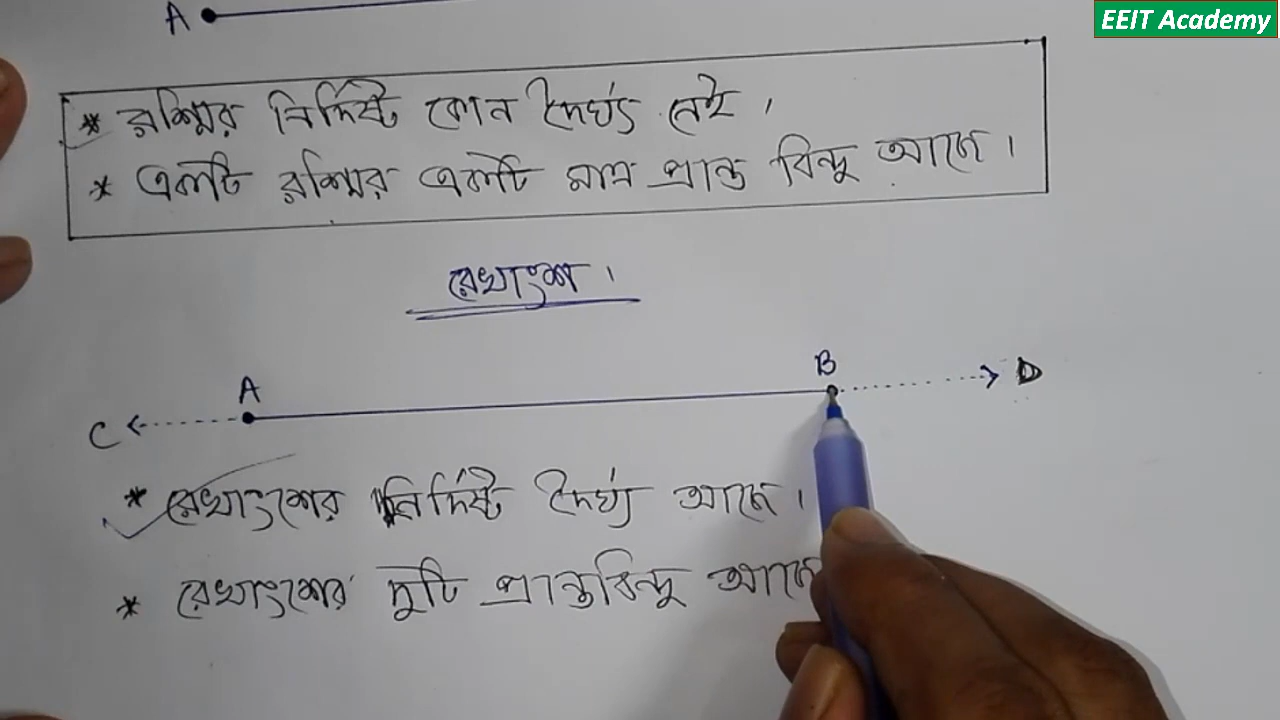 EEIT Academy
A
* রশ্মির নির্দিষ্ট কোন দৈর্ঘ্য নেই।
* একটি রশ্মির একটি মাত্র প্রান্ত বিন্দু আছে।
রেখাংশ।
C A B D
* রেখাংশের নির্দিষ্ট দৈর্ঘ্য আছে।
* রেখাংশের দুটি প্রান্তবিন্দু আছে